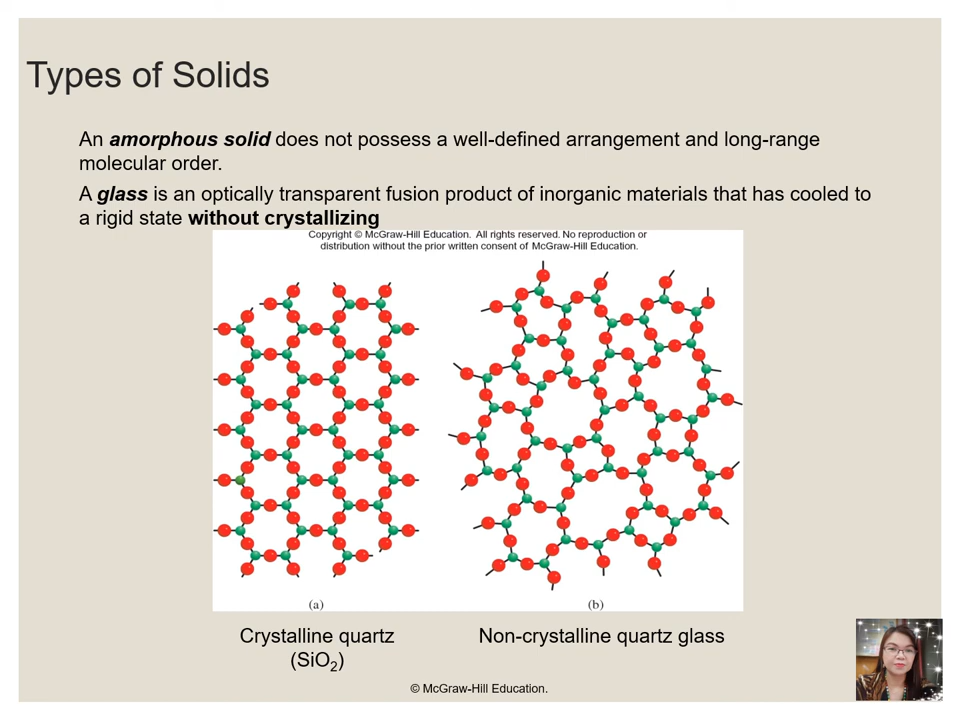 Types of Solids
An amorphous solid does not possess a well-defined arrangement and long-range
molecular order.
A glass is an optically transparent fusion product of inorganic materials that has cooled to
a rigid state without crystallizing
Copyright © McGraw-Hill Education. All rights reserved. No reproduction or
distribution without the prior written consent of McGraw-Hill Education.
(a)
(b)
Crystalline quartz
(SiO₂)
Non-crystalline quartz glass
© McGraw-Hill Education.